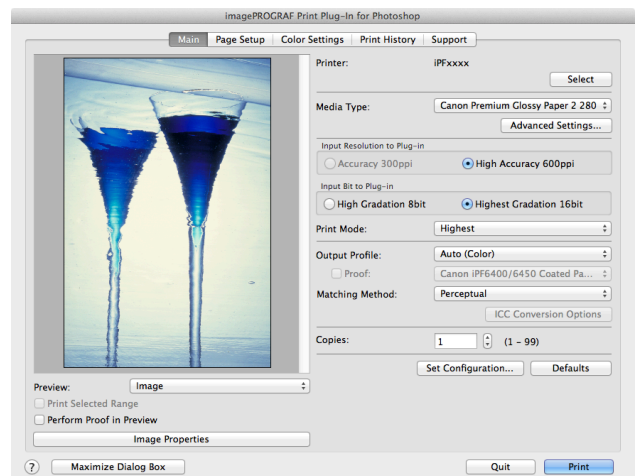 imagePROGRAF Print Plug-In for Photoshop
Main Page Setup Color Settings Print History Support
Printer: iPFxxxx
Select
Media Type: Canon Premium Glossy Paper 2 280
Advanced Settings...
Input Resolution to Plug-in
Accuracy 300ppi High Accuracy 600ppi
Input Bit to Plug-in
High Gradation 8bit Highest Gradation 16bit
Print Mode: Highest
Output Profile: Auto (Color)
Proof: Canon iPF6400/6450 Coated Pa...
Matching Method: Perceptual
ICC Conversion Options
Copies: 1 (1 – 99)
Set Configuration... Defaults
Preview: Image
Print Selected Range
Perform Proof in Preview
Image Properties
? Maximize Dialog Box Quit Print